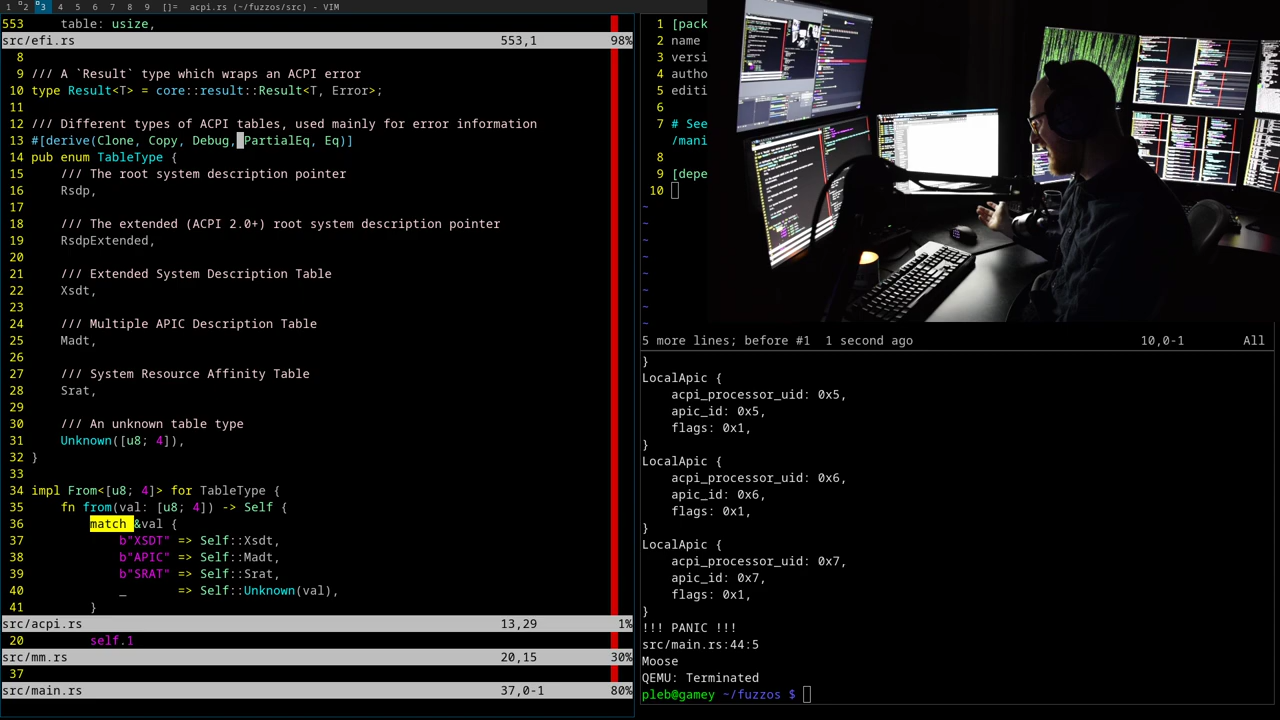 1 2 3 4 5 6 7 8 9 []= acpi.rs (~/fuzzos/src) - VIM
553     table: usize,
src/efi.rs 553,1 98%
8
9 /// A `Result` type which wraps an ACPI error
10 type Result<T> = core::result::Result<T, Error>;
11
12 /// Different types of ACPI tables, used mainly for error information
13 #[derive(Clone, Copy, Debug, PartialEq, Eq)]
14 pub enum TableType {
15     /// The root system description pointer
16     Rsdp,
17
18     /// The extended (ACPI 2.0+) root system description pointer
19     RsdpExtended,
20
21     /// Extended System Description Table
22     Xsdt,
23
24     /// Multiple APIC Description Table
25     Madt,
26
27     /// System Resource Affinity Table
28     Srat,
29
30     /// An unknown table type
31     Unknown([u8; 4]),
32 }
33
34 impl From<[u8; 4]> for TableType {
35     fn from(val: [u8; 4]) -> Self {
36         match &val {
37             b"XSDT" => Self::Xsdt,
38             b"APIC" => Self::Madt,
39             b"SRAT" => Self::Srat,
40             _       => Self::Unknown(val),
41         }
src/acpi.rs 13,29 1%
20         self.1
src/mm.rs 20,15 30%
37
src/main.rs 37,0-1 80%
1 [pack
2 name
3 versi
4 autho
5 editi
6
7 # See
/mani
8
9 [depe
10
~
~
~
~
~
~
~
~
5 more lines; before #1  1 second ago 10,0-1 All
}
LocalApic {
    acpi_processor_uid: 0x5,
    apic_id: 0x5,
    flags: 0x1,
}
LocalApic {
    acpi_processor_uid: 0x6,
    apic_id: 0x6,
    flags: 0x1,
}
LocalApic {
    acpi_processor_uid: 0x7,
    apic_id: 0x7,
    flags: 0x1,
}
!!! PANIC !!!
src/main.rs:44:5
Moose
QEMU: Terminated
pleb@gamey ~/fuzzos $